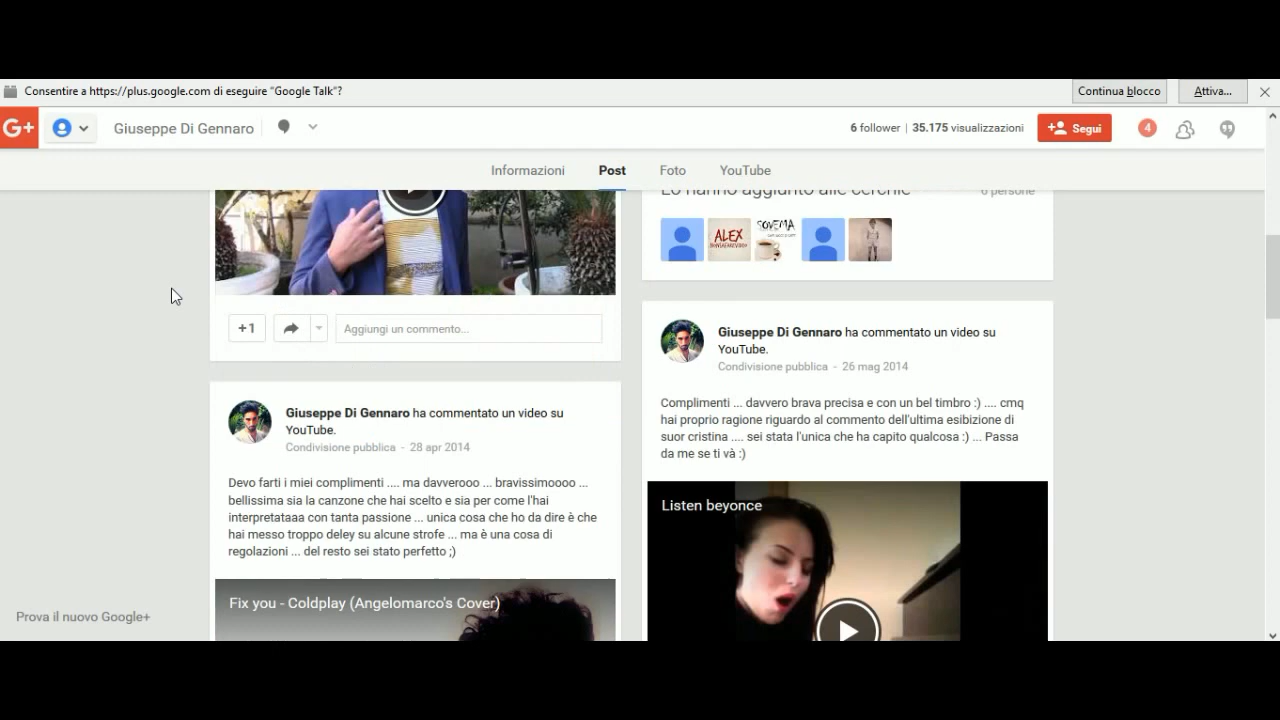 Consentire a https://plus.google.com di eseguire "Google Talk"?
Continua blocco
Attiva...
G+
Giuseppe Di Gennaro
6 follower | 35.175 visualizzazioni
Segui
4
Informazioni
Post
Foto
YouTube
Lo hanno aggiunto alle cerchie
6 persone
ALEX
SOVEMA
+1
Aggiungi un commento...
Giuseppe Di Gennaro ha commentato un video su
YouTube.
Condivisione pubblica - 28 apr 2014
Devo farti i miei complimenti .... ma davverooo ... bravissimoooo ...
bellissima sia la canzone che hai scelto e sia per come l'hai
interpretataaa con tanta passione ... unica cosa che ho da dire è che
hai messo troppo deley su alcune strofe ... ma è una cosa di
regolazioni ... del resto sei stato perfetto ;)
Fix you - Coldplay (Angelomarco's Cover)
Giuseppe Di Gennaro ha commentato un video su
YouTube.
Condivisione pubblica - 26 mag 2014
Complimenti ... davvero brava precisa e con un bel timbro :) .... cmq
hai proprio ragione riguardo al commento dell'ultima esibizione di
suor cristina .... sei stata l'unica che ha capito qualcosa :) ... Passa
da me se ti và :)
Listen beyonce
Prova il nuovo Google+